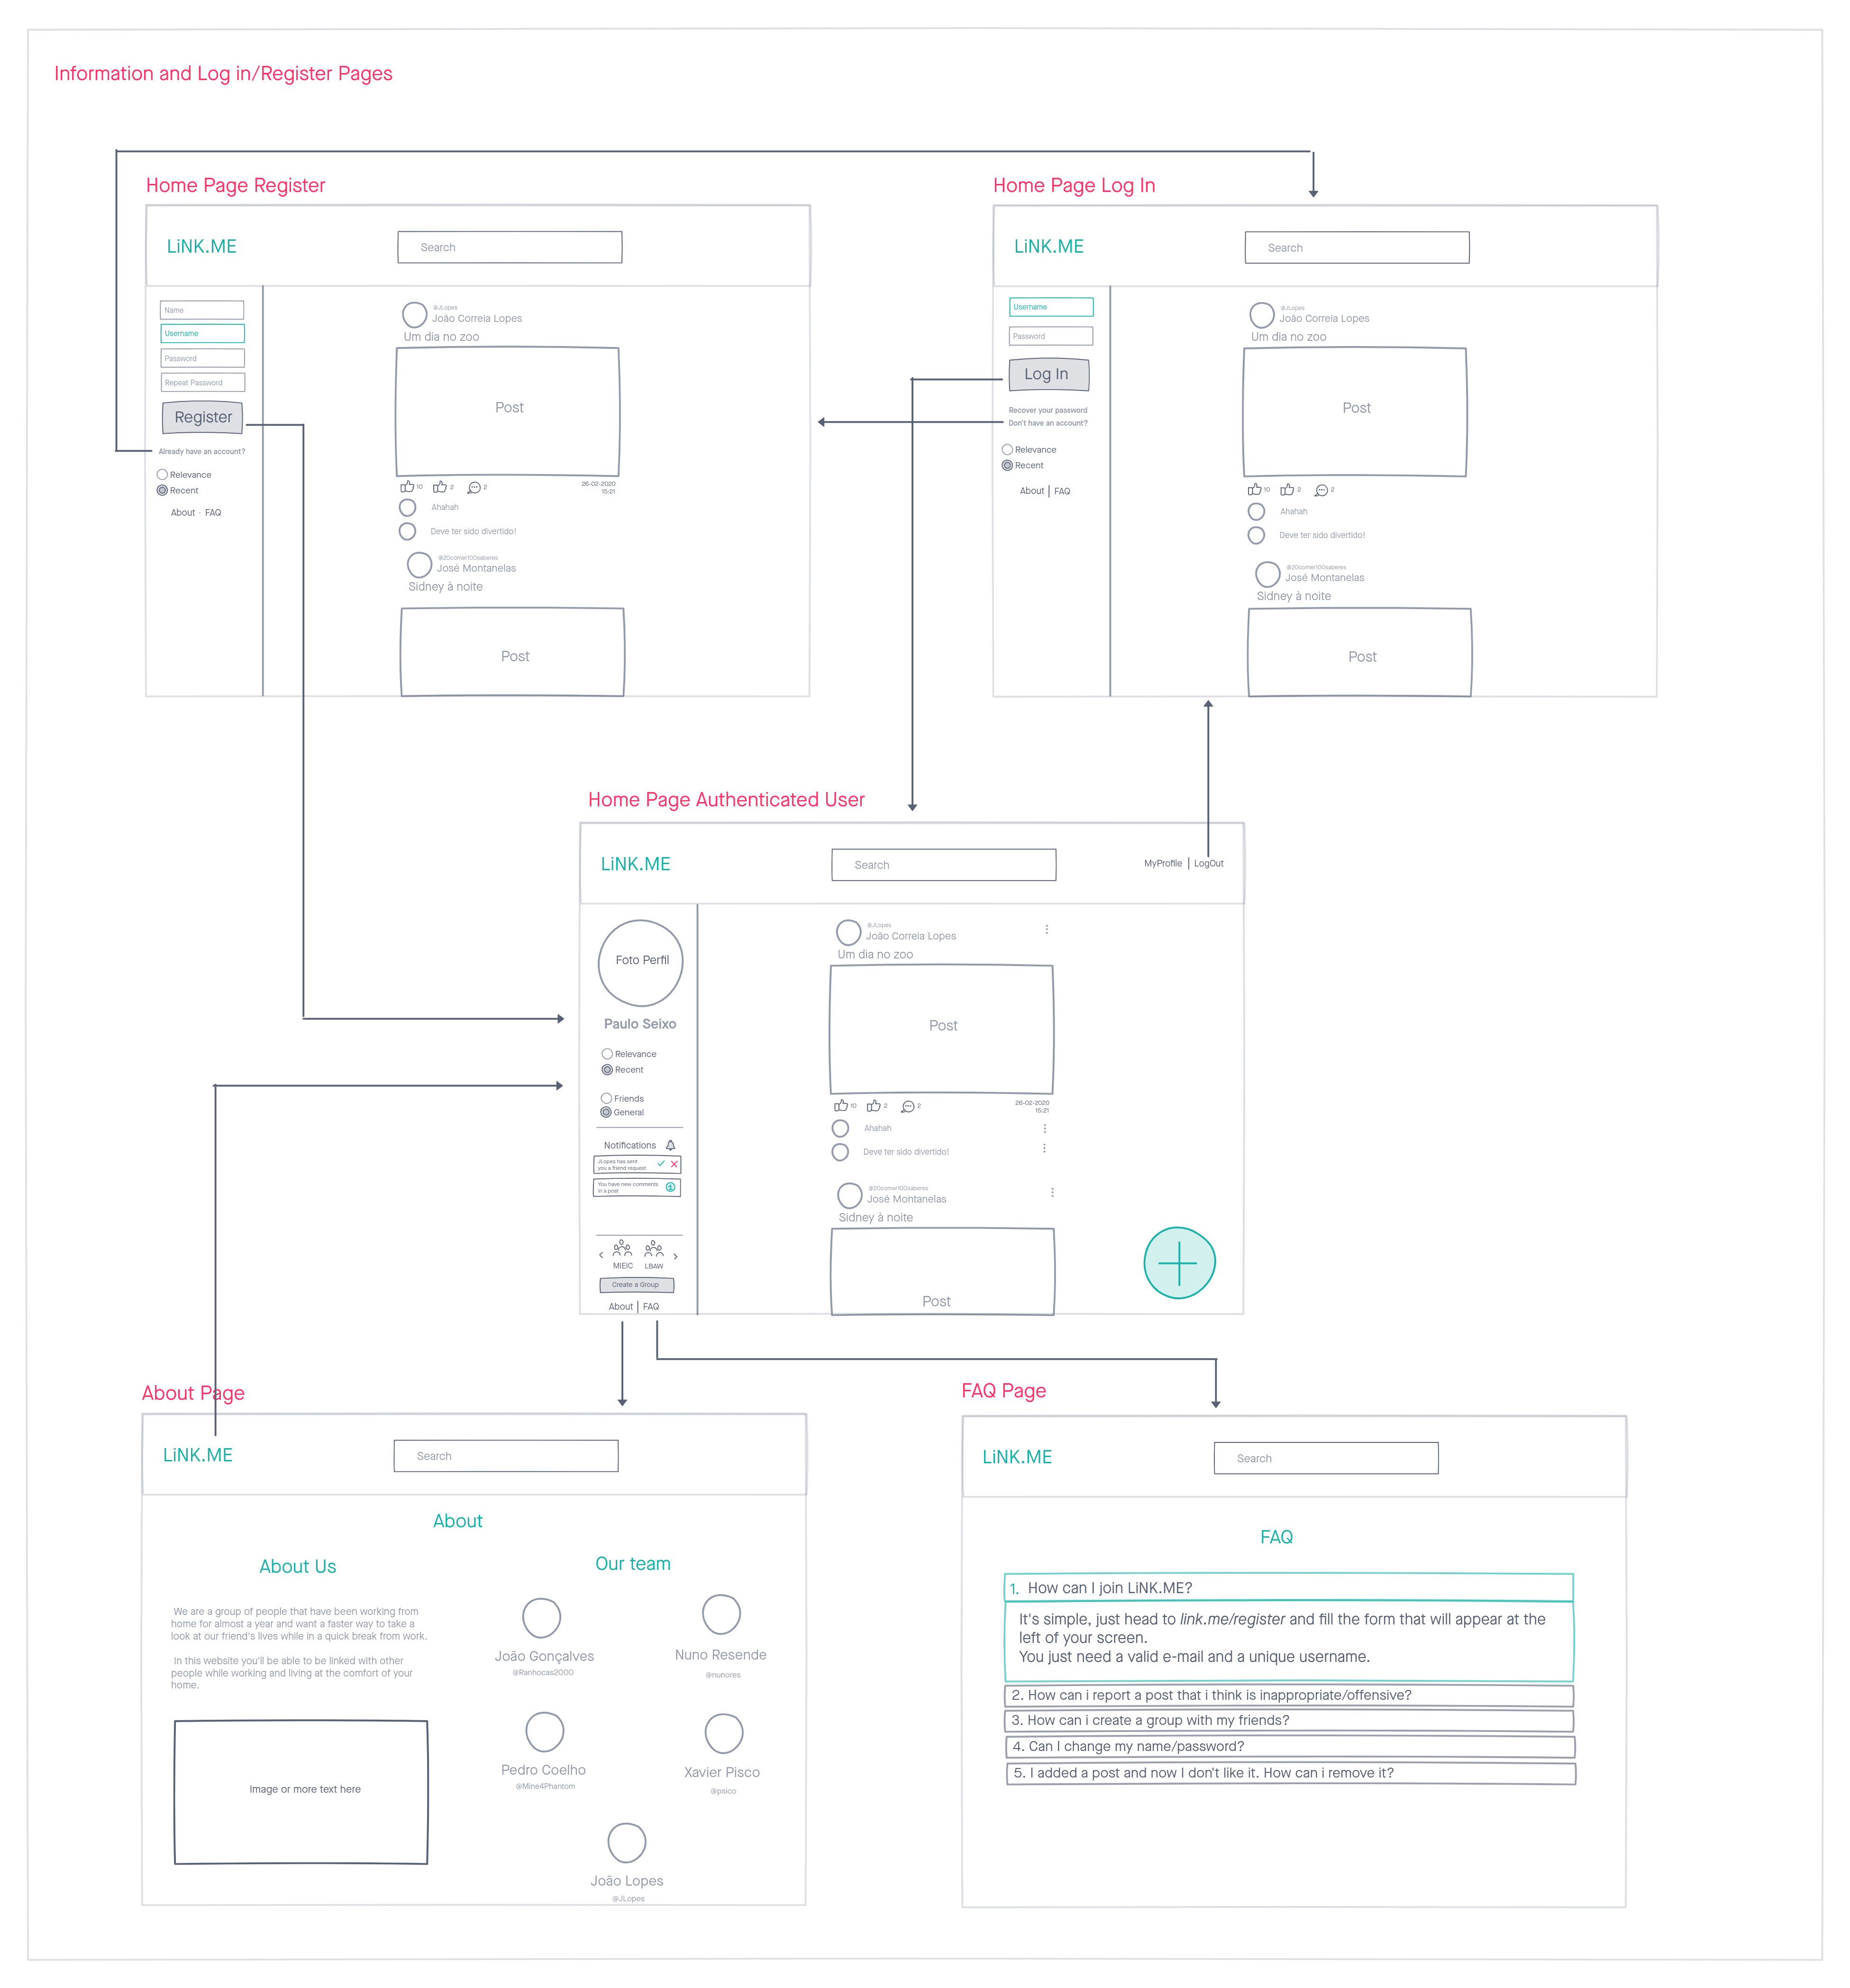 Information and Log in/Register Pages
Home Page Register
LiNK.ME
Search
Name
Username
Password
Repeat Password
Register
Already have an account?
Relevance
Recent
About · FAQ
@JLopes
João Correia Lopes
Um dia no zoo
Post
10 2 2
26-02-2020
15:21
Ahahah
Deve ter sido divertido!
@20comer100saberes
José Montanelas
Sidney à noite
Post
Home Page Log In
LiNK.ME
Search
Username
Password
Log In
Recover your password
Don't have an account?
Relevance
Recent
About | FAQ
@JLopes
João Correia Lopes
Um dia no zoo
Post
10 2 2
Ahahah
Deve ter sido divertido!
@20comer100saberes
José Montanelas
Sidney à noite
Post
Home Page Authenticated User
LiNK.ME
Search
MyProfile | LogOut
Foto Perfil
Paulo Seixo
Relevance
Recent
Friends
General
Notifications
JLopes has sent
you a friend request
You have new comments
in a post
MIEIC LBAW
Create a Group
About | FAQ
@JLopes
João Correia Lopes
Um dia no zoo
Post
10 2 2
26-02-2020
15:21
Ahahah
Deve ter sido divertido!
@20comer100saberes
José Montanelas
Sidney à noite
Post
About Page
LiNK.ME
Search
About
About Us
We are a group of people that have been working from
home for almost a year and want a faster way to take a
look at our friend's lives while in a quick break from work.
In this website you'll be able to be linked with other
people while working and living at the comfort of your
home.
Image or more text here
Our team
João Gonçalves
@Ranhocas2000
Nuno Resende
@nunores
Pedro Coelho
@Mine4Phantom
Xavier Pisco
@psico
João Lopes
@JLopes
FAQ Page
LiNK.ME
Search
FAQ
1. How can I join LiNK.ME?
It's simple, just head to link.me/register and fill the form that will appear at the
left of your screen.
You just need a valid e-mail and a unique username.
2. How can i report a post that i think is inappropriate/offensive?
3. How can i create a group with my friends?
4. Can I change my name/password?
5. I added a post and now I don't like it. How can i remove it?